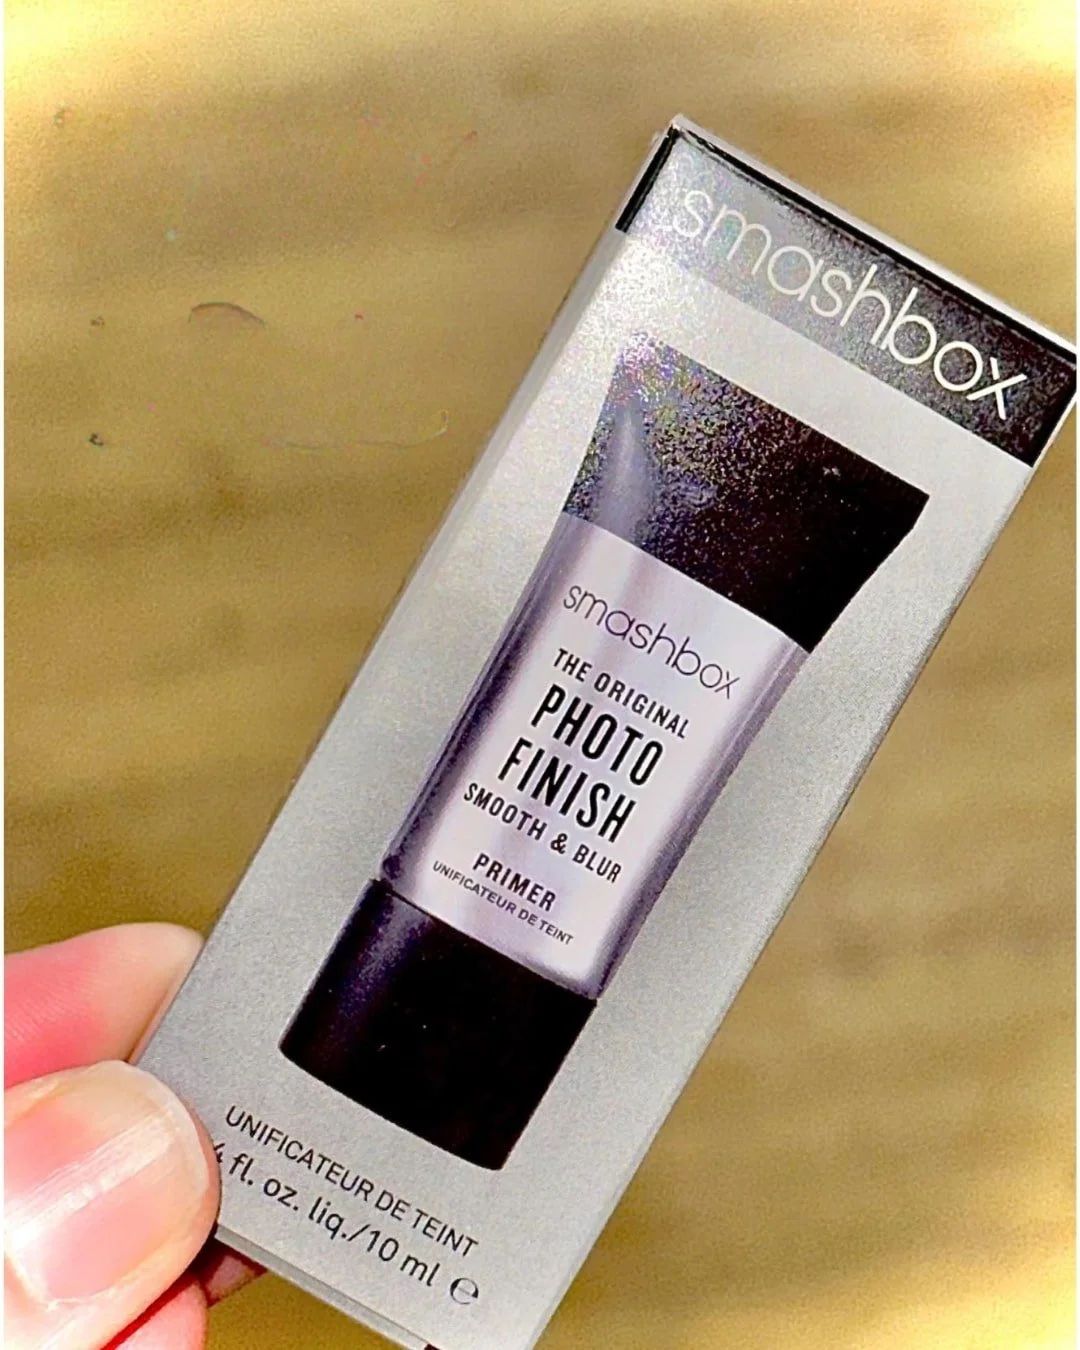 smashbox
smashbox
THE ORIGINAL
PHOTO
FINISH
SMOOTH & BLUR
PRIMER
UNIFICATEUR DE TEINT
UNIFICATEUR DE TEINT
fl. oz. liq./10 ml ℮